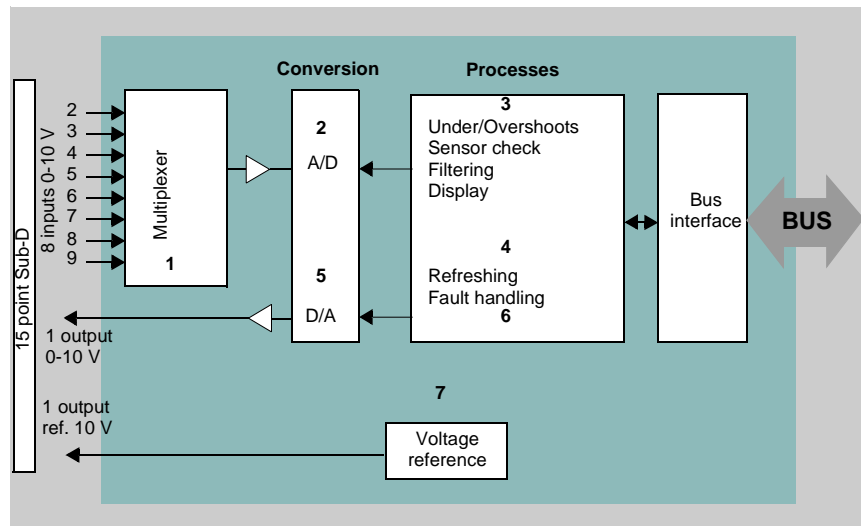 Conversion
Processes
15 point Sub-D
8 inputs 0-10 V
2
3
4
5
6
7
8
9
Multiplexer
1
2
A/D
5
D/A
3
Under/Overshoots
Sensor check
Filtering
Display
4
Refreshing
Fault handling
6
Bus
interface
BUS
1 output
0-10 V
1 output
ref. 10 V
7
Voltage
reference